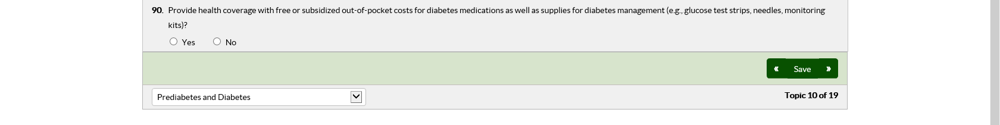 90. Provide health coverage with free or subsidized out-of-pocket costs for diabetes medications as well as supplies for diabetes management (e.g., glucose test strips, needles, monitoring
kits)?
Yes No
« Save »
Prediabetes and Diabetes Topic 10 of 19